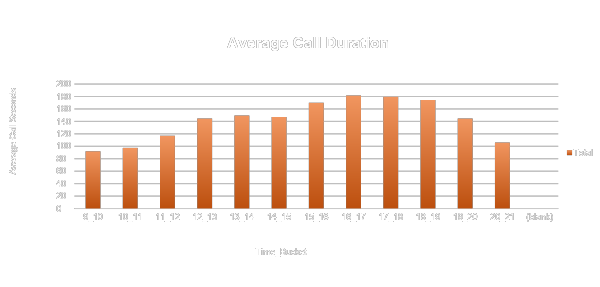 Average Call Duration
Average Call Seconds
200
180
160
140
120
100
80
60
40
20
0
9_10 10_11 11_12 12_13 13_14 14_15 15_16 16_17 17_18 18_19 19_20 20_21 (blank)
Total
Time Bucket